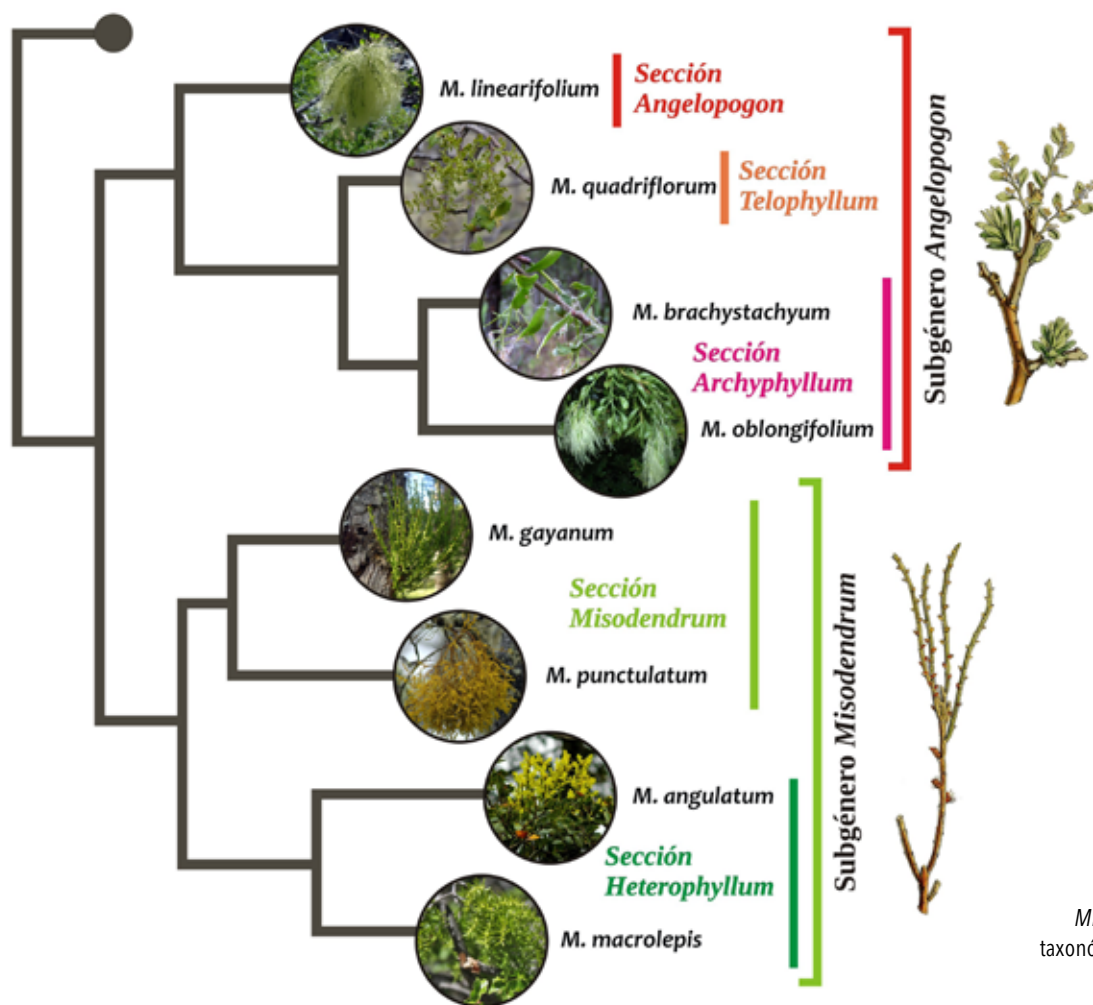 M. linearifolium
Sección
Angelopogon
M. quadriflorum
Sección
Telophyllum
M. brachystachyum
Sección
Archyphyllum
M. oblongifolium
Subgénero Angelopogon
M. gayanum
Sección
Misodendrum
M. punctulatum
M. angulatum
Sección
Heterophyllum
M. macrolepis
Subgénero Misodendrum